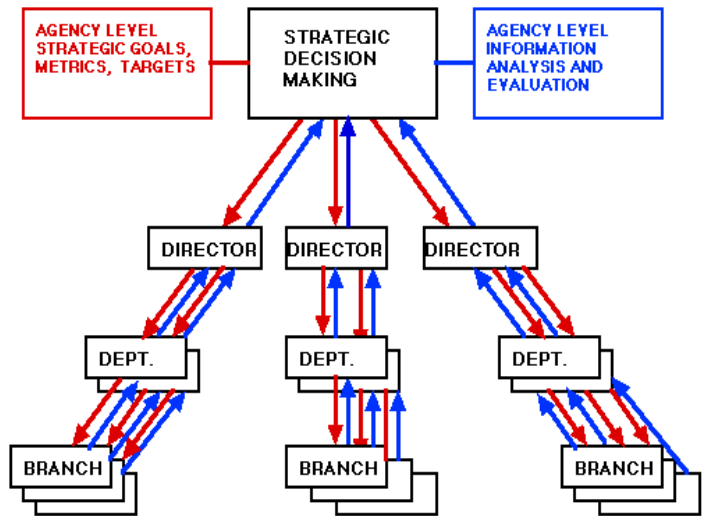 AGENCY LEVEL
STRATEGIC GOALS,
METRICS, TARGETS
STRATEGIC
DECISION
MAKING
AGENCY LEVEL
INFORMATION
ANALYSIS AND
EVALUATION
DIRECTOR
DIRECTOR
DIRECTOR
DEPT.
DEPT.
DEPT.
BRANCH
BRANCH
BRANCH